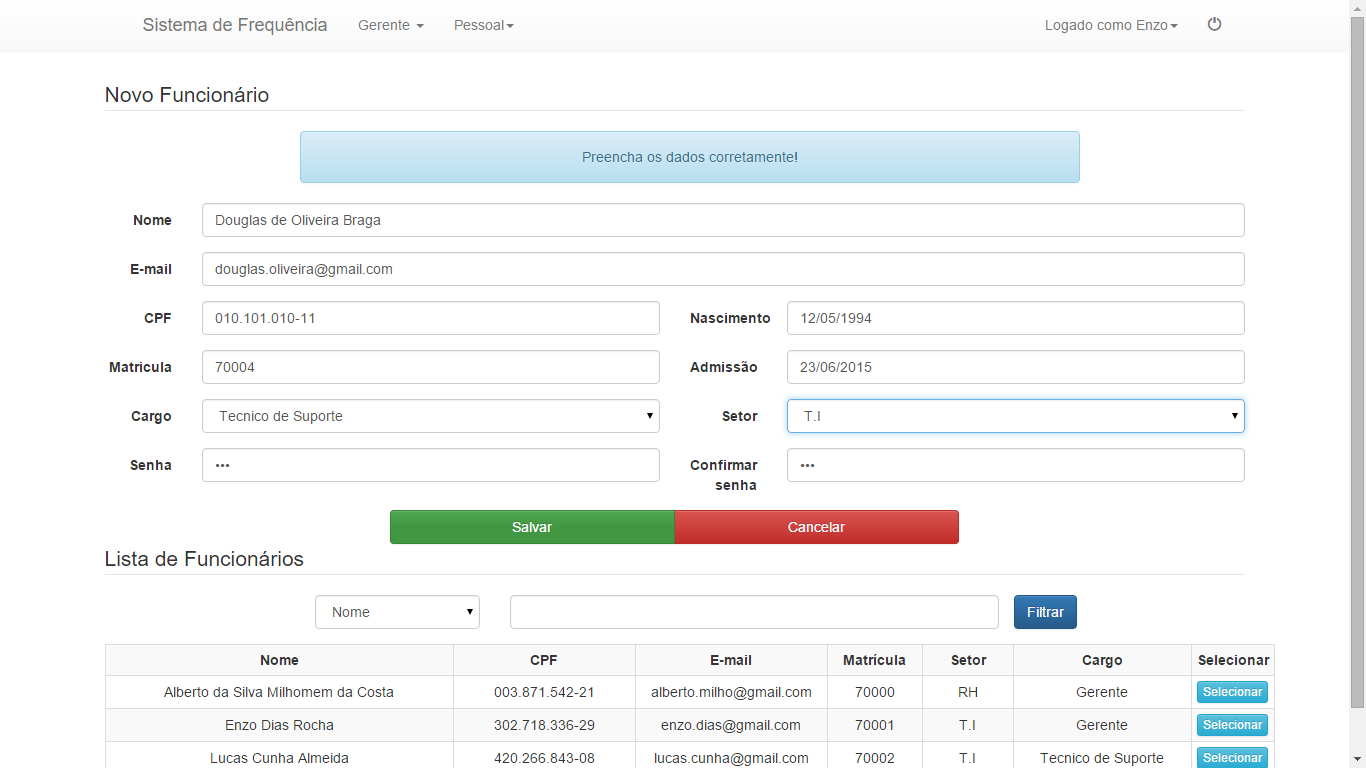 Sistema de Frequência Gerente Pessoal Logado como Enzo
Novo Funcionário
Preencha os dados corretamente!
Nome Douglas de Oliveira Braga
E-mail douglas.oliveira@gmail.com
CPF 010.101.010-11 Nascimento 12/05/1994
Matricula 70004 Admissão 23/06/2015
Cargo Tecnico de Suporte Setor T.I
Senha ••• Confirmar senha •••
Salvar Cancelar
Lista de Funcionários
Nome Filtrar
Nome CPF E-mail Matrícula Setor Cargo Selecionar
Alberto da Silva Milhomem da Costa 003.871.542-21 alberto.milho@gmail.com 70000 RH Gerente Selecionar
Enzo Dias Rocha 302.718.336-29 enzo.dias@gmail.com 70001 T.I Gerente Selecionar
Lucas Cunha Almeida 420.266.843-08 lucas.cunha@gmail.com 70002 T.I Tecnico de Suporte Selecionar